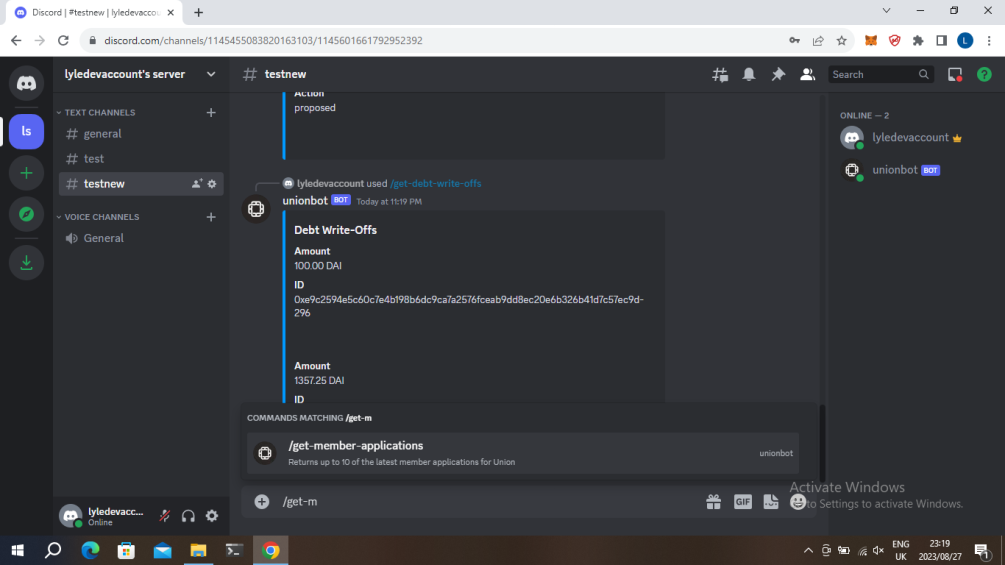 Discord | #testnew | lyledevaccou
discord.com/channels/1145455083820163103/1145601661792952392
L
lyledevaccount's server
# testnew
Search
TEXT CHANNELS
# general
# test
# testnew
VOICE CHANNELS
General
ls
Action
proposed
lyledevaccount used /get-debt-write-offs
unionbot BOT Today at 11:19 PM
Debt Write-Offs
Amount
100.00 DAI
ID
0xe9c2594e5c60c7e4b198b6dc9ca7a2576fceab9dd8ec20e6b326b41d7c57ec9d-
296
Amount
1357.25 DAI
ID
COMMANDS MATCHING /get-m
/get-member-applications
Returns up to 10 of the latest member applications for Union
unionbot
/get-m
GIF
ONLINE — 2
lyledevaccount
unionbot BOT
Activate Windows
to Settings to activate Windows.
lyledevacc...
Online
ENG
UK
23:19
2023/08/27
1